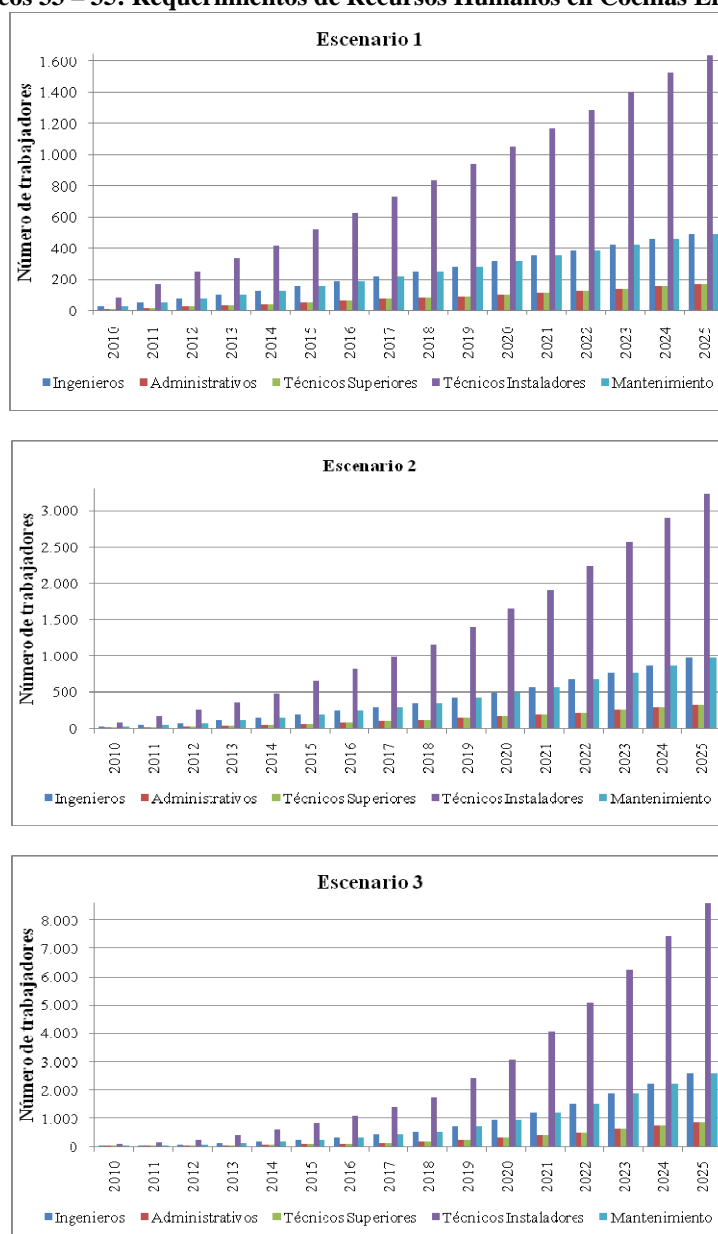 Requerimientos de Recursos Humanos en Cocinas
Escenario 1
Número de trabajadores
1.600
1.400
1.200
1.000
800
600
400
200
0
2010 2011 2012 2013 2014 2015 2016 2017 2018 2019 2020 2021 2022 2023 2024 2025
Ingenieros Administrativos Técnicos Superiores Técnicos Instaladores Mantenimiento
Escenario 2
Número de trabajadores
3.000
2.500
2.000
1.500
1.000
500
0
2010 2011 2012 2013 2014 2015 2016 2017 2018 2019 2020 2021 2022 2023 2024 2025
Ingenieros Administrativos Técnicos Superiores Técnicos Instaladores Mantenimiento
Escenario 3
Número de trabajadores
8.000
7.000
6.000
5.000
4.000
3.000
2.000
1.000
0
2010 2011 2012 2013 2014 2015 2016 2017 2018 2019 2020 2021 2022 2023 2024 2025
Ingenieros Administrativos Técnicos Superiores Técnicos Instaladores Mantenimiento